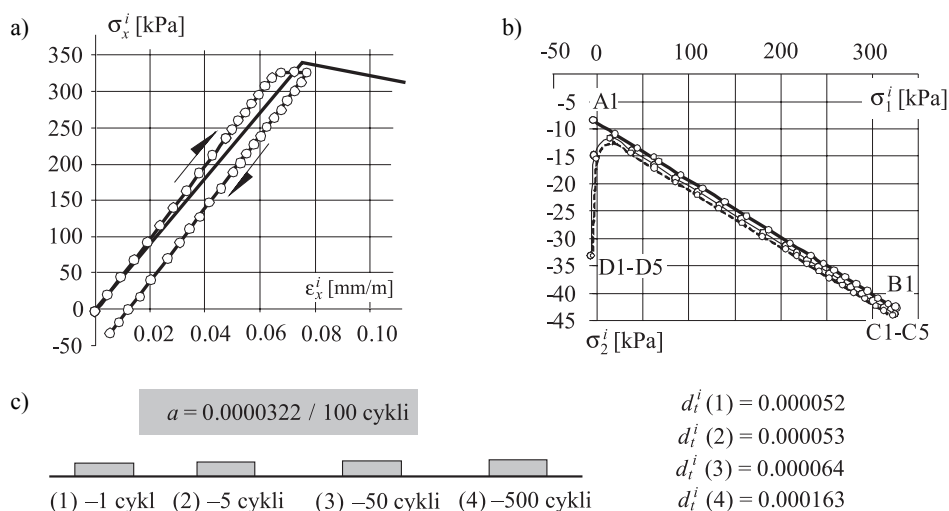 a)
σ_x^i [kPa]
350
300
250
200
150
100
50
0
-50
0.02 0.04 0.06 0.08 0.10
ε_x^i [mm/m]
b)
-50 0 100 200 300
σ_1^i [kPa]
-5
-10
-15
-20
-25
-30
-35
-40
-45
A1
D1-D5
B1
C1-C5
σ_2^i [kPa]
c)
a = 0.0000322 / 100 cykli
(1) –1 cykl (2) –5 cykli (3) –50 cykli (4) –500 cykli
d_t^i (1) = 0.000052
d_t^i (2) = 0.000053
d_t^i (3) = 0.000064
d_t^i (4) = 0.000163